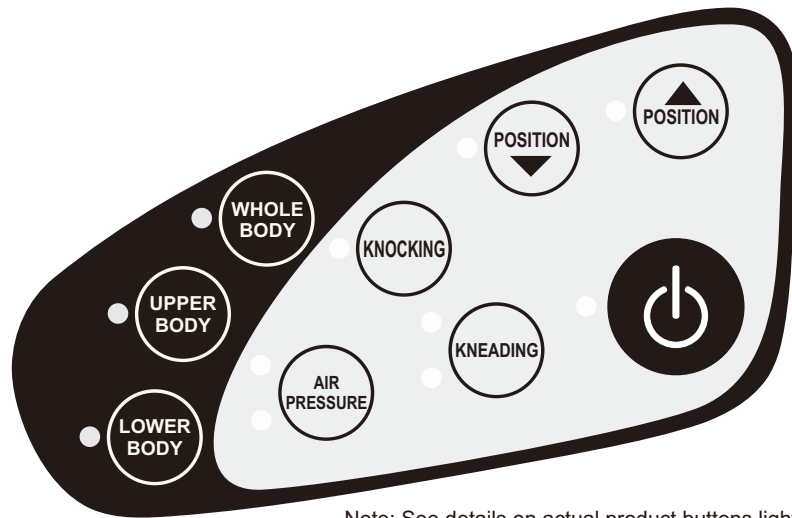 POSITION
POSITION
WHOLE
BODY
KNOCKING
UPPER
BODY
KNEADING
AIR
PRESSURE
LOWER
BODY
Note: See details on actual product buttons light